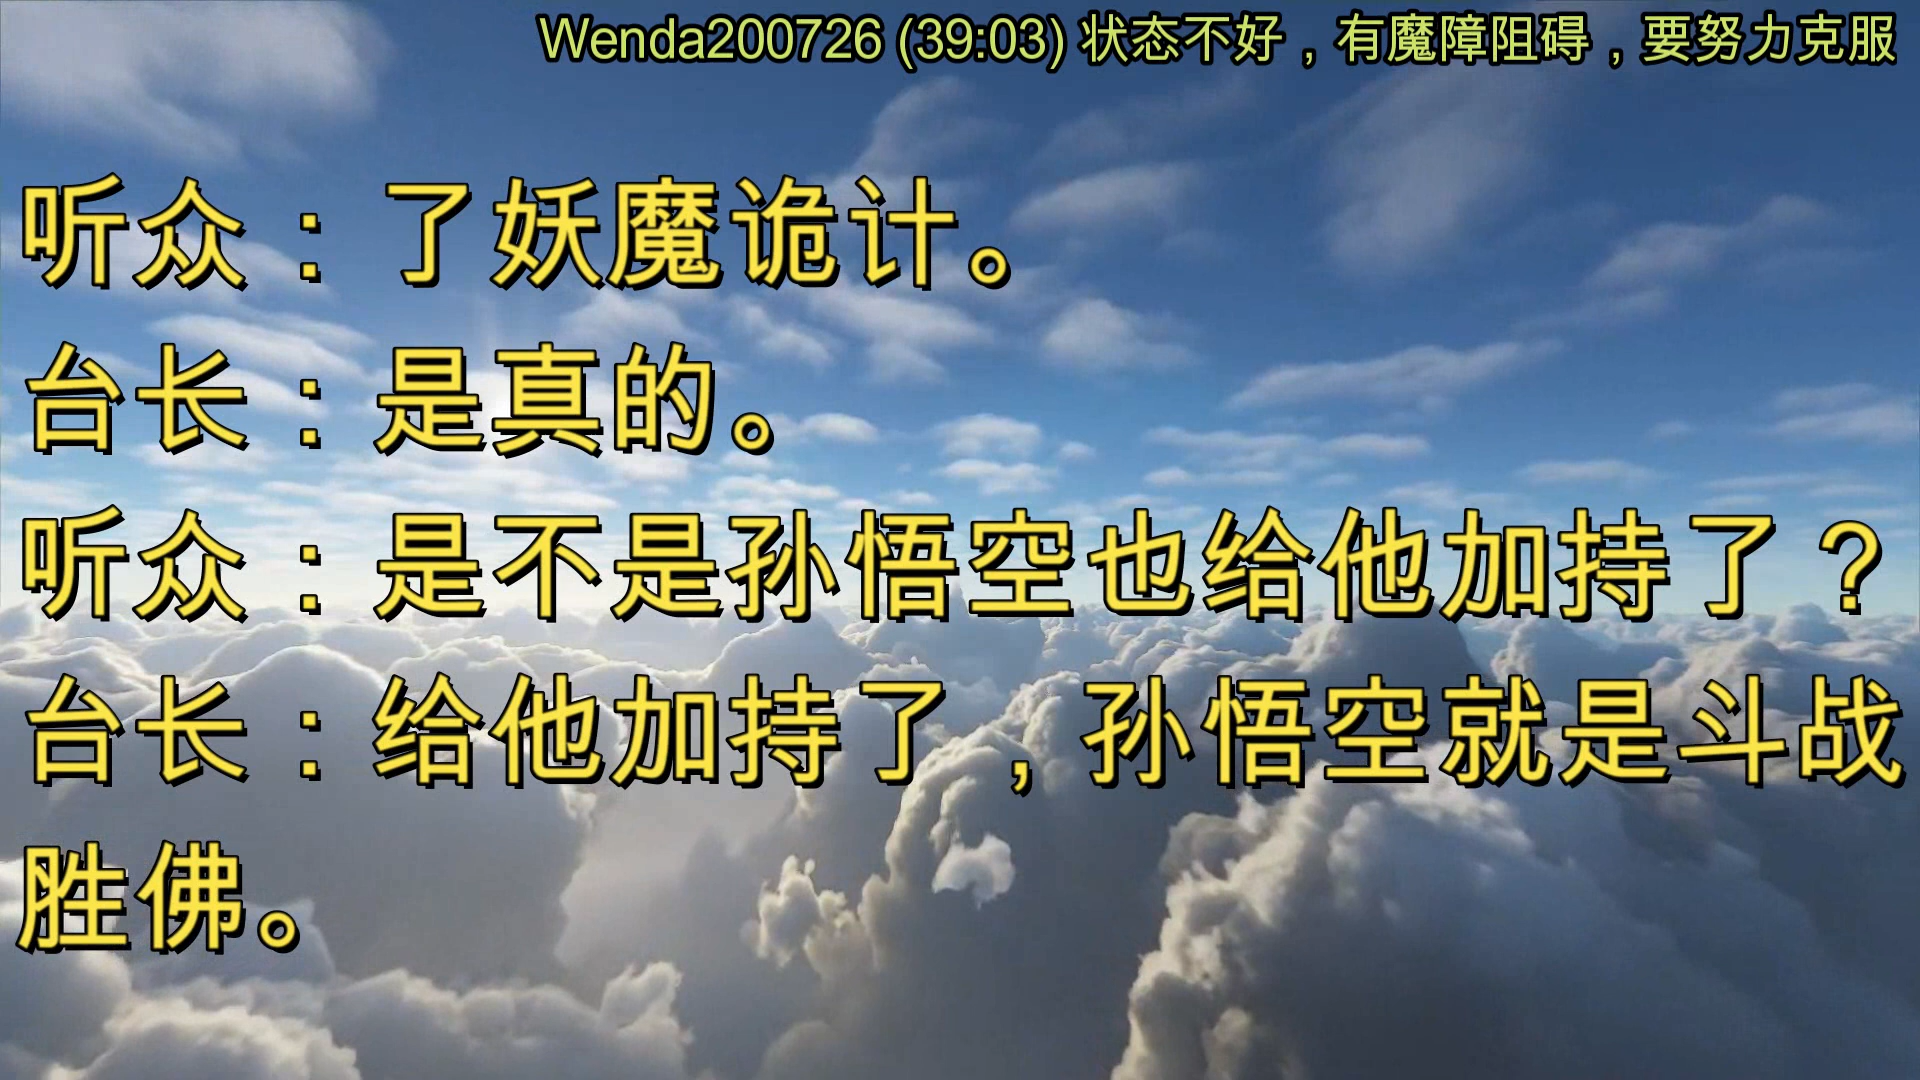 Wenda200726 (39:03) 状态不好，有魔障阻碍，要努力克服
听众：了妖魔诡计。
台长：是真的。
听众：是不是孙悟空也给他加持了？
台长：给他加持了，孙悟空就是斗战
胜佛。